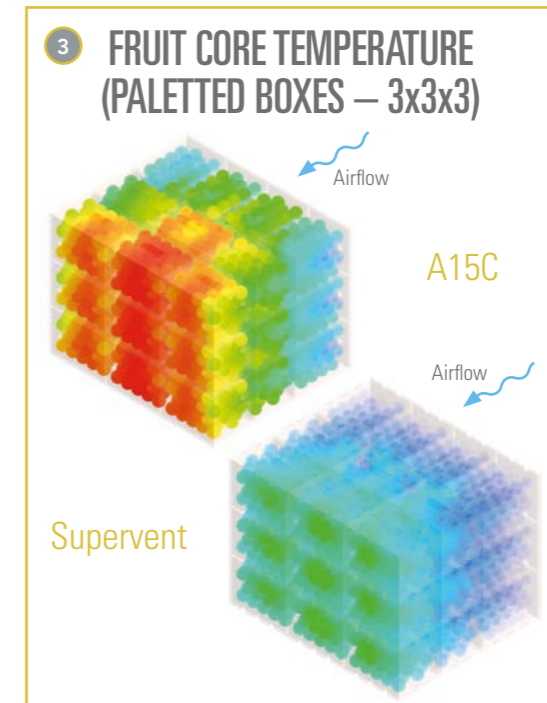 3
FRUIT CORE TEMPERATURE
(PALETTED BOXES – 3x3x3)
Airflow
A15C
Airflow
Supervent